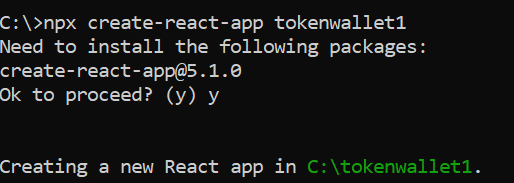 C:\>npx create-react-app tokenwallet1
Need to install the following packages:
create-react-app@5.1.0
Ok to proceed? (y) y
Creating a new React app in C:\tokenwallet1.